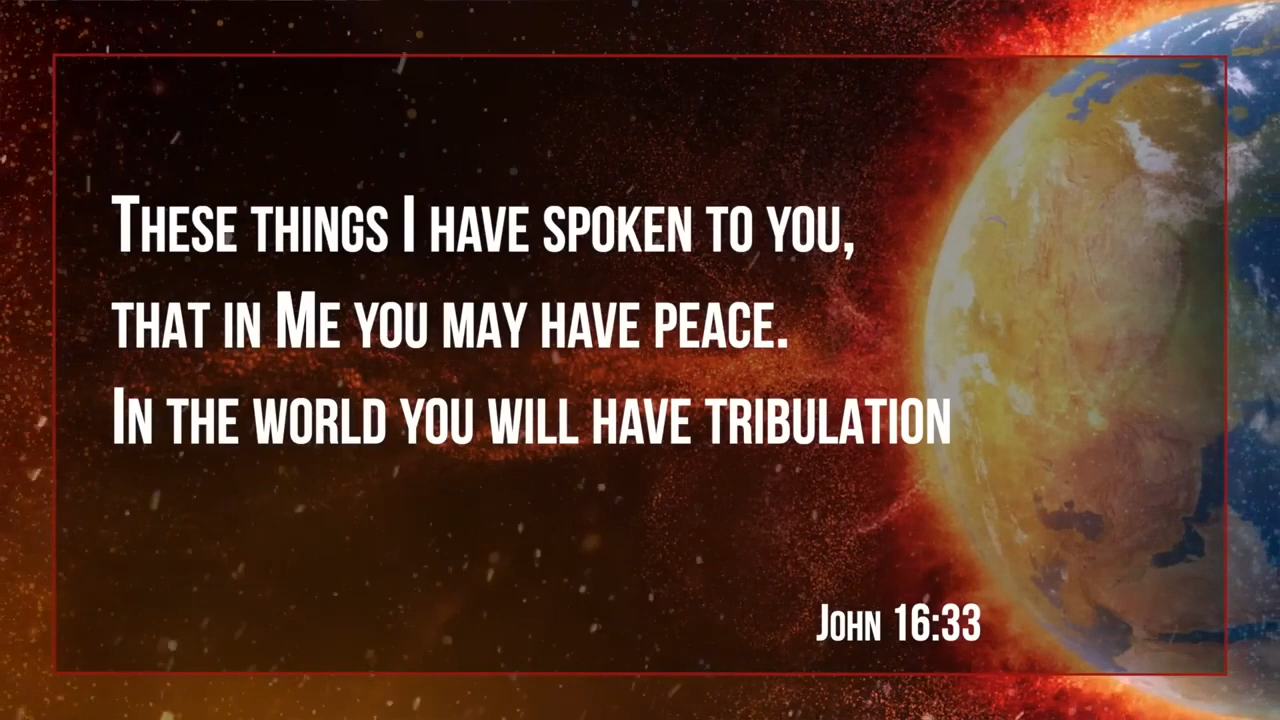 These things I have spoken to you,
that in Me you may have peace.
In the world you will have tribulation
John 16:33